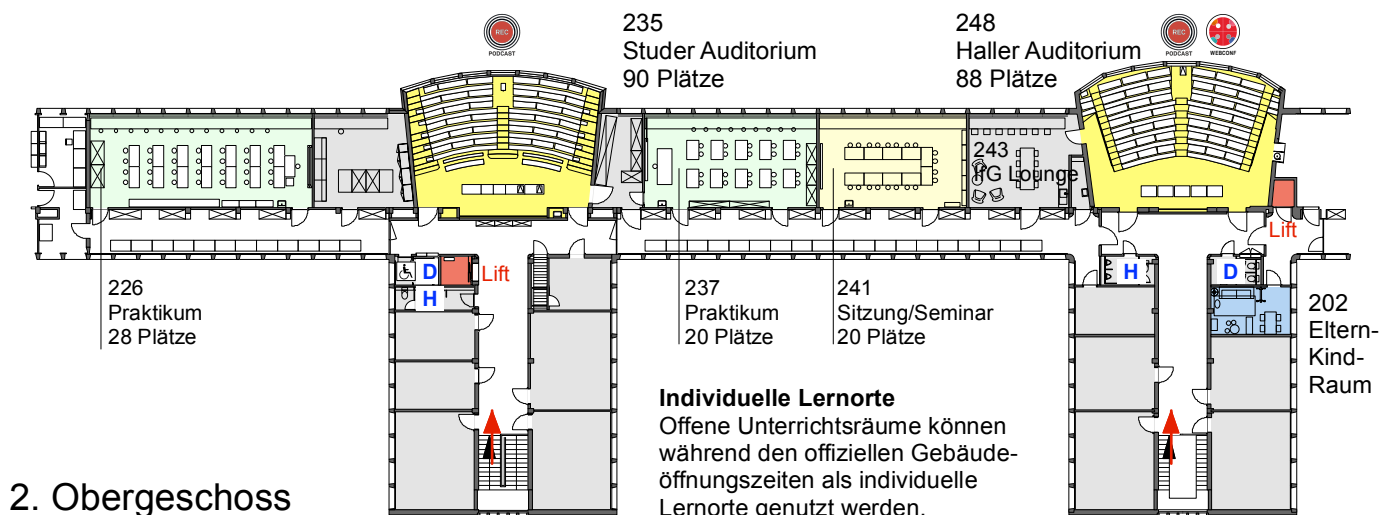 REC
PODCAST
235
Studer Auditorium
90 Plätze
248
Haller Auditorium
88 Plätze
REC
PODCAST
WEBCONF
243
IfG Lounge
Lift
D
H
Lift
H
D
226
Praktikum
28 Plätze
237
Praktikum
20 Plätze
241
Sitzung/Seminar
20 Plätze
202
Eltern-
Kind-
Raum
Individuelle Lernorte
Offene Unterrichtsräume können
während den offiziellen Gebäude-
öffnungszeiten als individuelle
Lernorte genutzt werden.
2. Obergeschoss